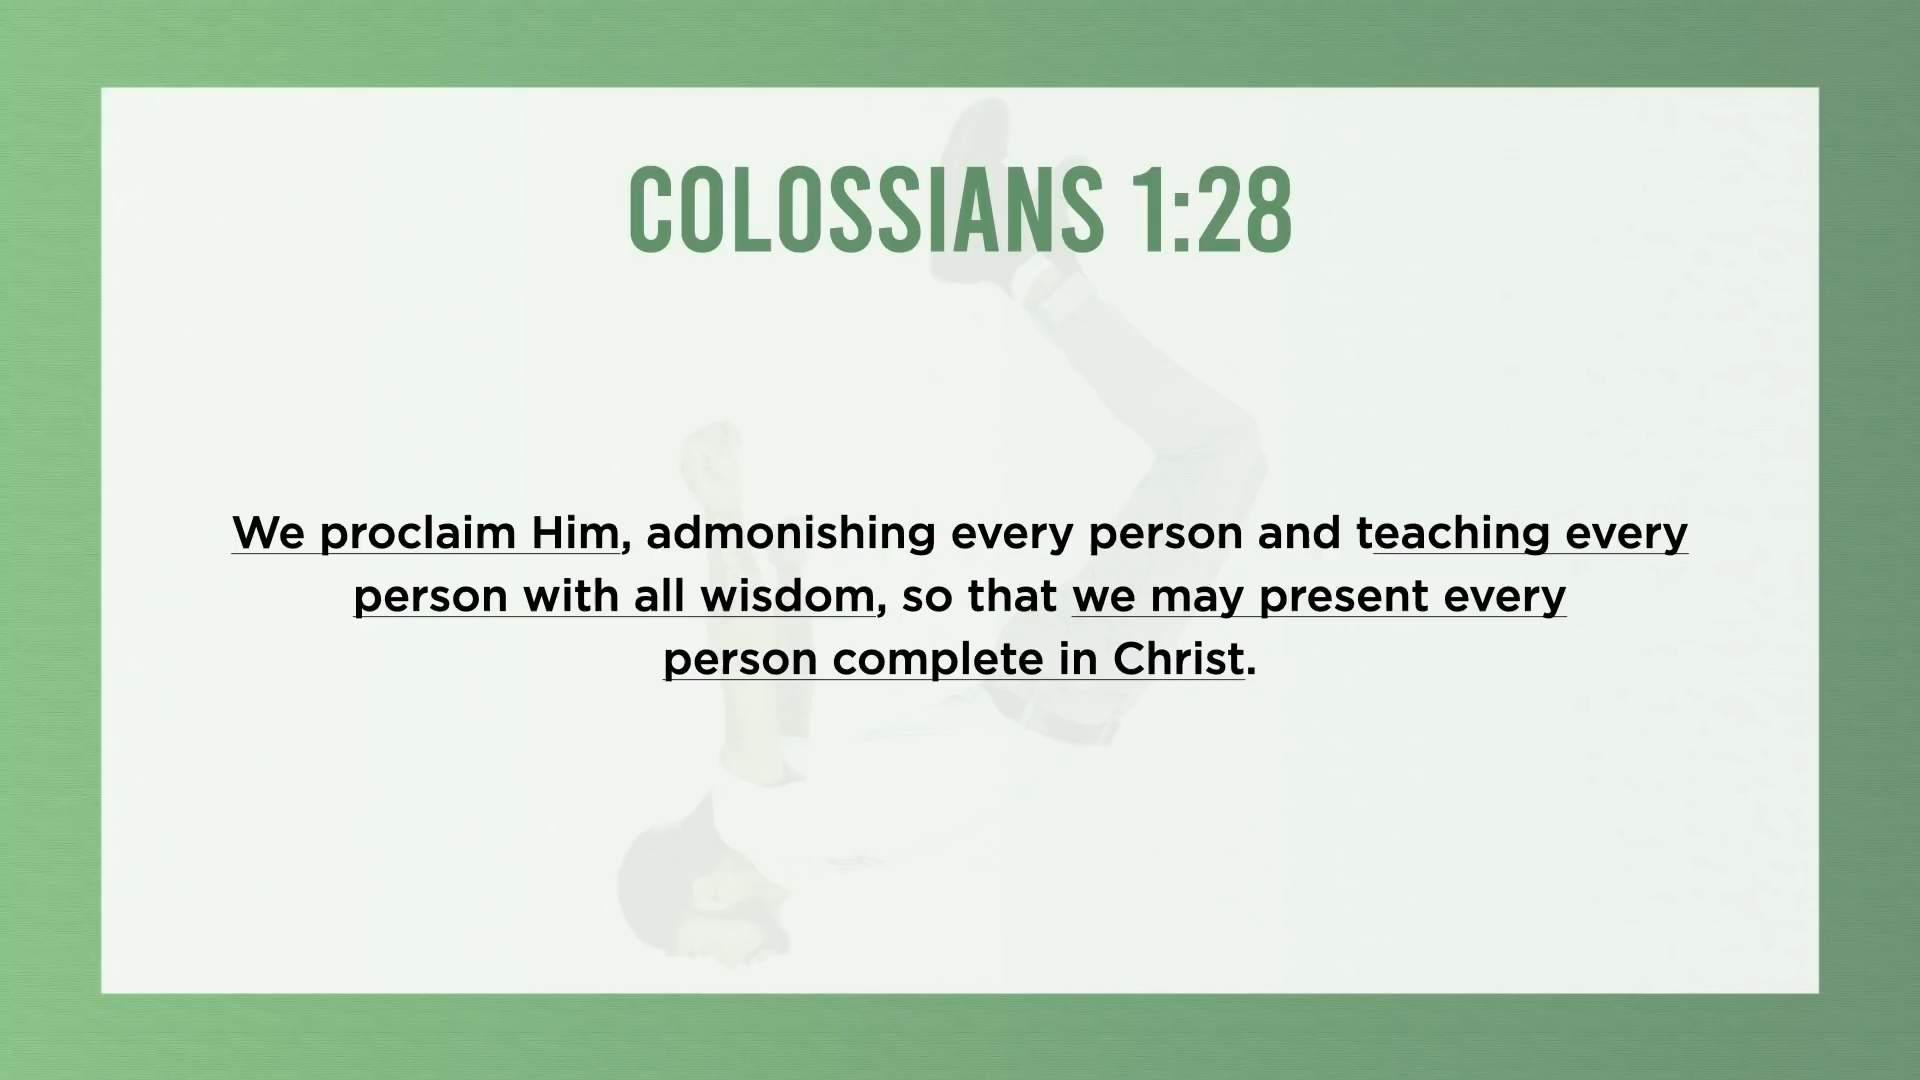 COLOSSIANS 1:28
We proclaim Him, admonishing every person and teaching every
person with all wisdom, so that we may present every
person complete in Christ.